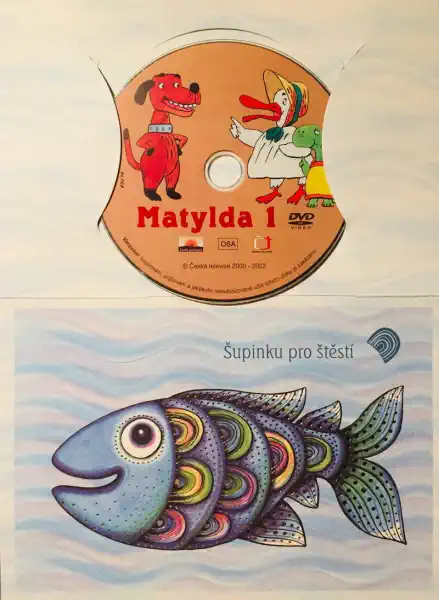 Matylda 1
DVD
VIDEO
OSA
© Česká televize 2000 - 2002
Šupinku pro štěstí